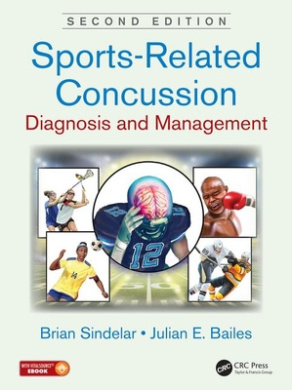 SECOND EDITION
Sports-Related
Concussion
Diagnosis and Management
12
Brian Sindelar • Julian E. Bailes
WITH VITALSOURCE®
EBOOK
CRC Press
Taylor & Francis Group